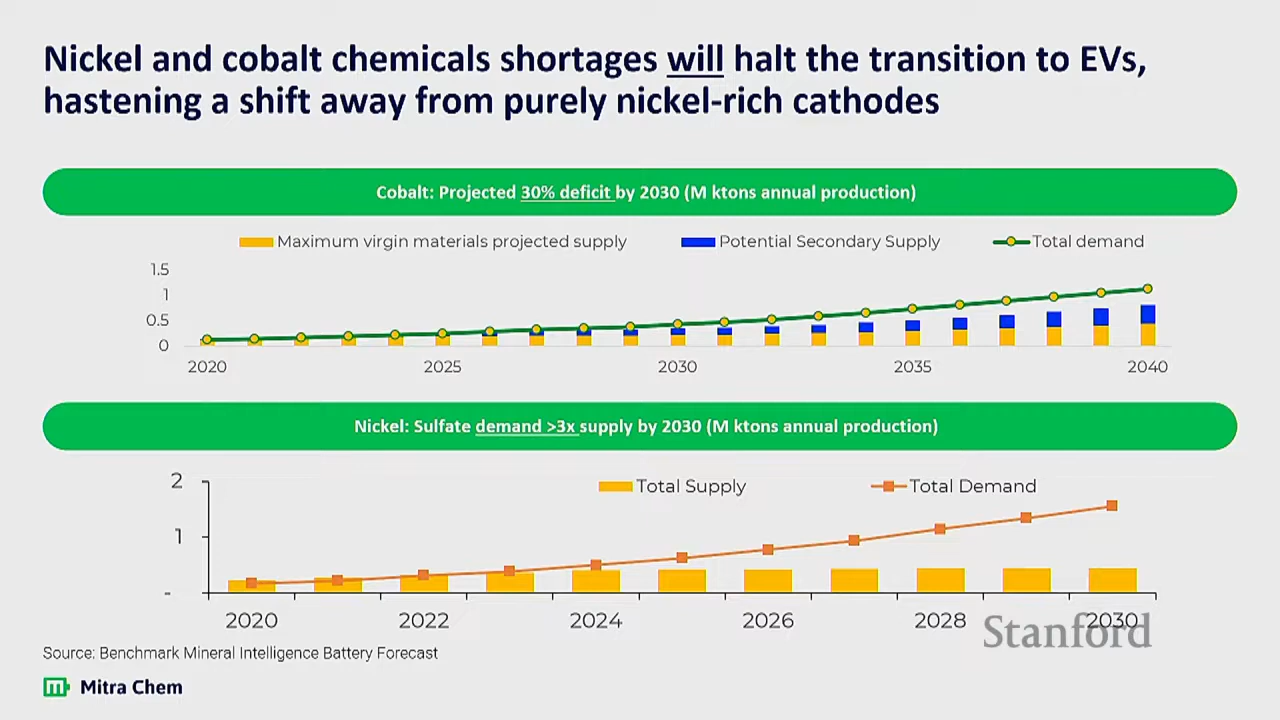 Nickel and cobalt chemicals shortages will halt the transition to EVs,
hastening a shift away from purely nickel-rich cathodes
Cobalt: Projected 30% deficit by 2030 (M ktons annual production)
Maximum virgin materials projected supply
Potential Secondary Supply
Total demand
1.5
1
0.5
0
2020
2025
2030
2035
2040
Nickel: Sulfate demand >3x supply by 2030 (M ktons annual production)
2
Total Supply
Total Demand
1
-
2020
2022
2024
2026
2028
2030
Stanford
Source: Benchmark Mineral Intelligence Battery Forecast
m Mitra Chem